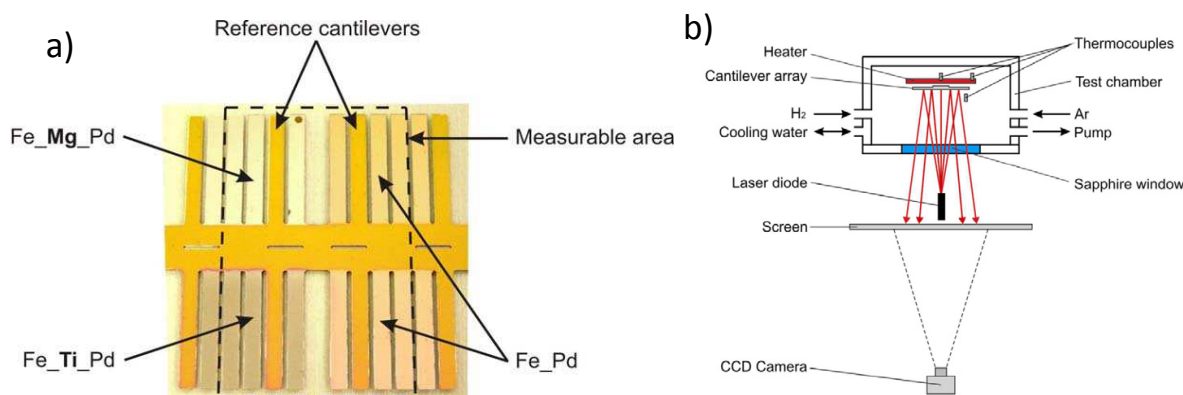 a)
Reference cantilevers
Fe_Mg_Pd
Measurable area
Fe_Ti_Pd
Fe_Pd
b)
Heater
Thermocouples
Cantilever array
Test chamber
H₂
Ar
Cooling water
Pump
Laser diode
Sapphire window
Screen
CCD Camera